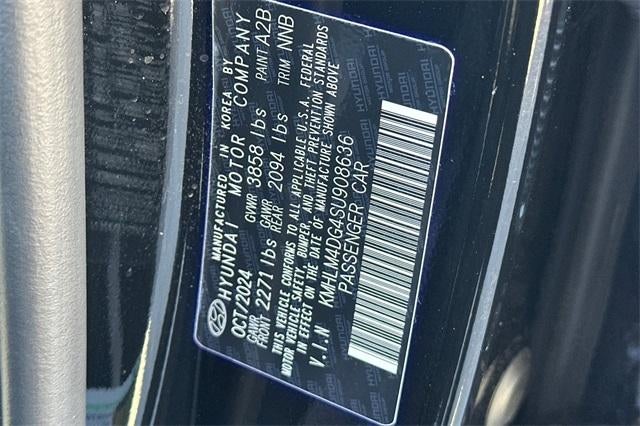 MANUFACTURED IN KOREA BY
HYUNDAI MOTOR COMPANY
OCT/2024 GVWR 3858 lbs PAINT A2B
GAWR FRONT 2271 lbs GAWR REAR 2094 lbs TRIM NNB
THIS VEHICLE CONFORMS TO ALL APPLICABLE U.S.A. FEDERAL
MOTOR VEHICLE SAFETY, BUMPER, AND THEFT PREVENTION STANDARDS
IN EFFECT ON THE DATE OF MANUFACTURE SHOWN ABOVE
V.I.N KMHLM4DG4SU908636
PASSENGER CAR